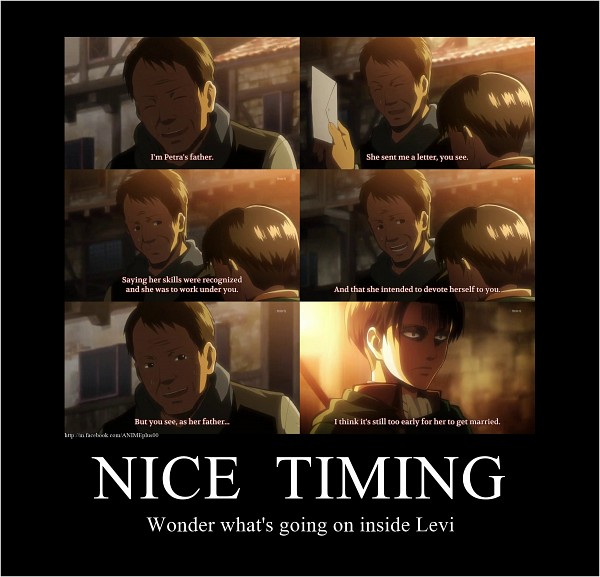 I'm Petra's father.
She sent me a letter, you see.
Saying her skills were recognized
and she was to work under you.
And that she intended to devote herself to you...
But you see, as her father...
I think it's still too early for her to get married.
http://m.facebook.com/ANIMEplus00
NICE TIMING
Wonder what's going on inside Levi